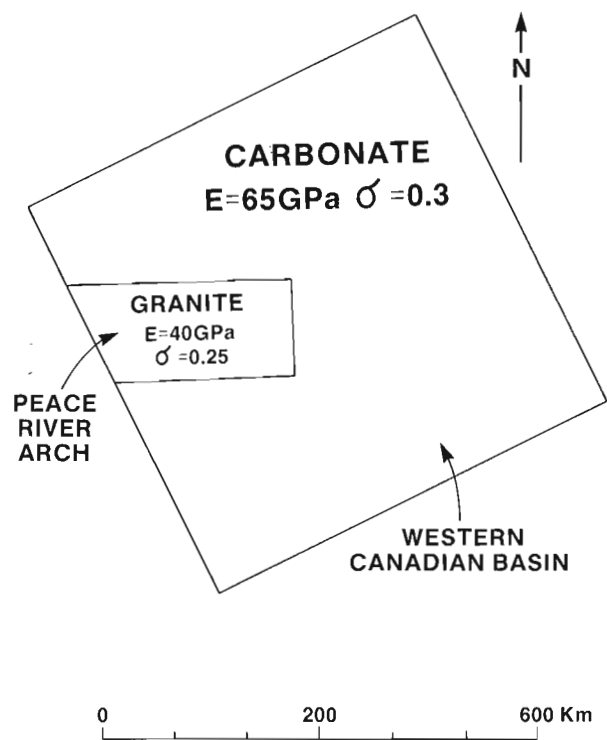 N
CARBONATE
E=65GPa σ =0.3
GRANITE
E=40GPa
σ =0.25
PEACE
RIVER
ARCH
WESTERN
CANADIAN BASIN
0 200 600 Km